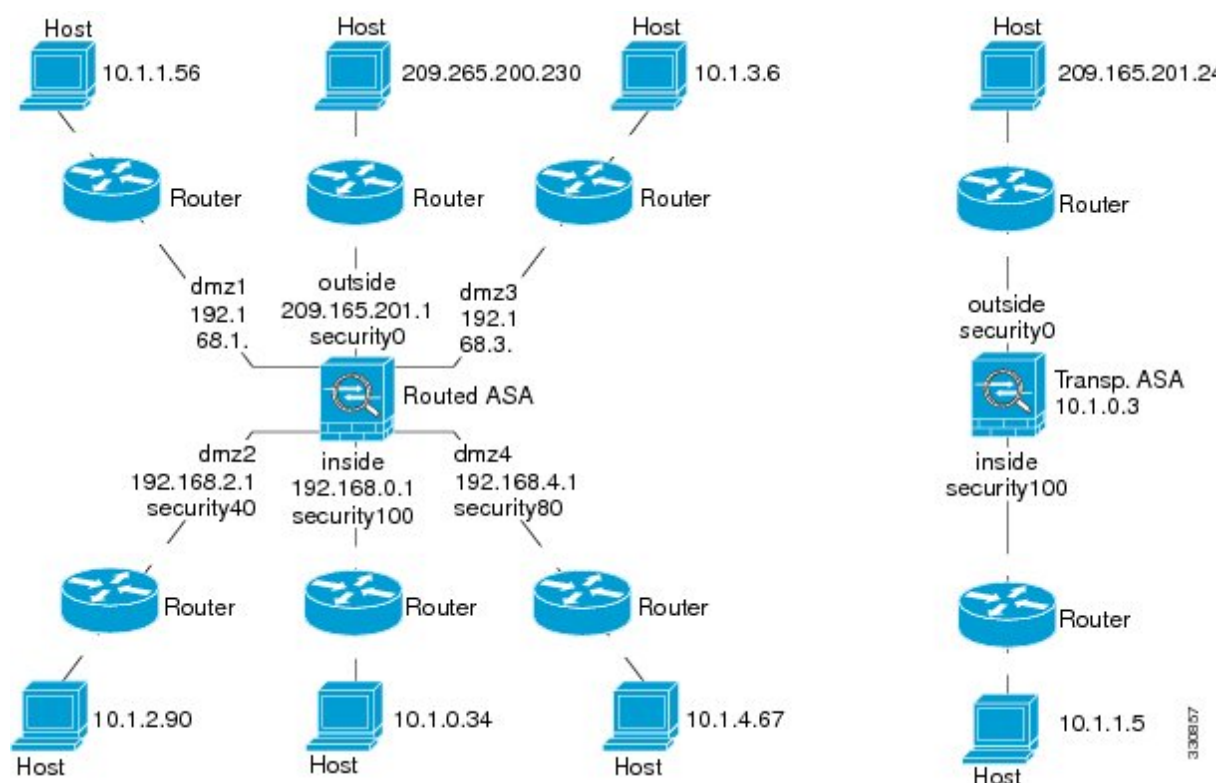 Host
10.1.1.56
Host
209.265.200.230
Host
10.1.3.6
Router
Router
Router
dmz1
192.1
68.1.
outside
209.165.201.1
security0
dmz3
192.1
68.3.
Routed ASA
dmz2
192.168.2.1
security40
inside
192.168.0.1
security100
dmz4
192.168.4.1
security80
Router
Router
Router
10.1.2.90
Host
10.1.0.34
Host
10.1.4.67
Host
Host
209.165.201.24
Router
outside
security0
Transp. ASA
10.1.0.3
inside
security100
Router
10.1.1.5
Host
330857